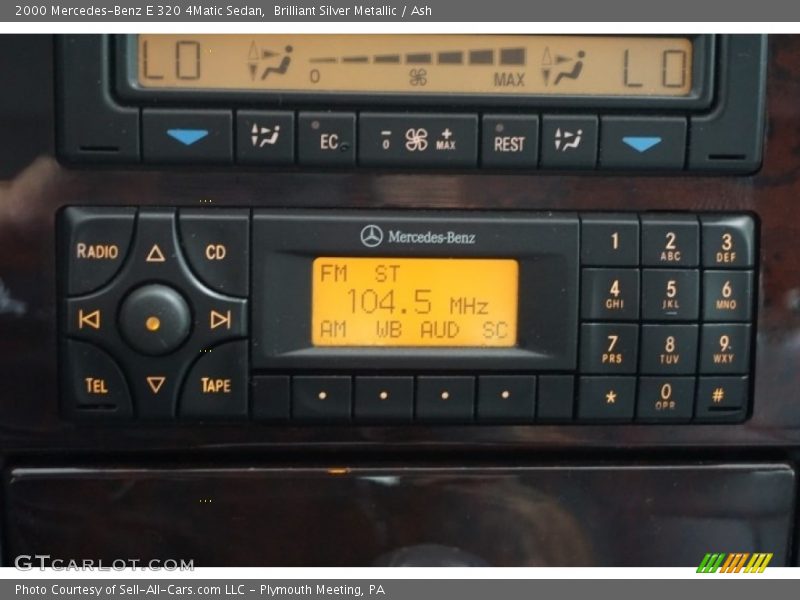 2000 Mercedes-Benz E 320 4Matic Sedan,  Brilliant Silver Metallic / Ash
LO
0
MAX
LO
EC
- 0
+ MAX
REST
RADIO
CD
TEL
TAPE
Mercedes-Benz
FM ST
104.5 MHz
AM WB AUD SC
1
2 ABC
3 DEF
4 GHI
5 JKL
6 MNO
7 PRS
8 TUV
9 WXY
*
0 OPR
#
GTCARLOT.COM
Photo Courtesy of Sell-All-Cars.com LLC - Plymouth Meeting, PA